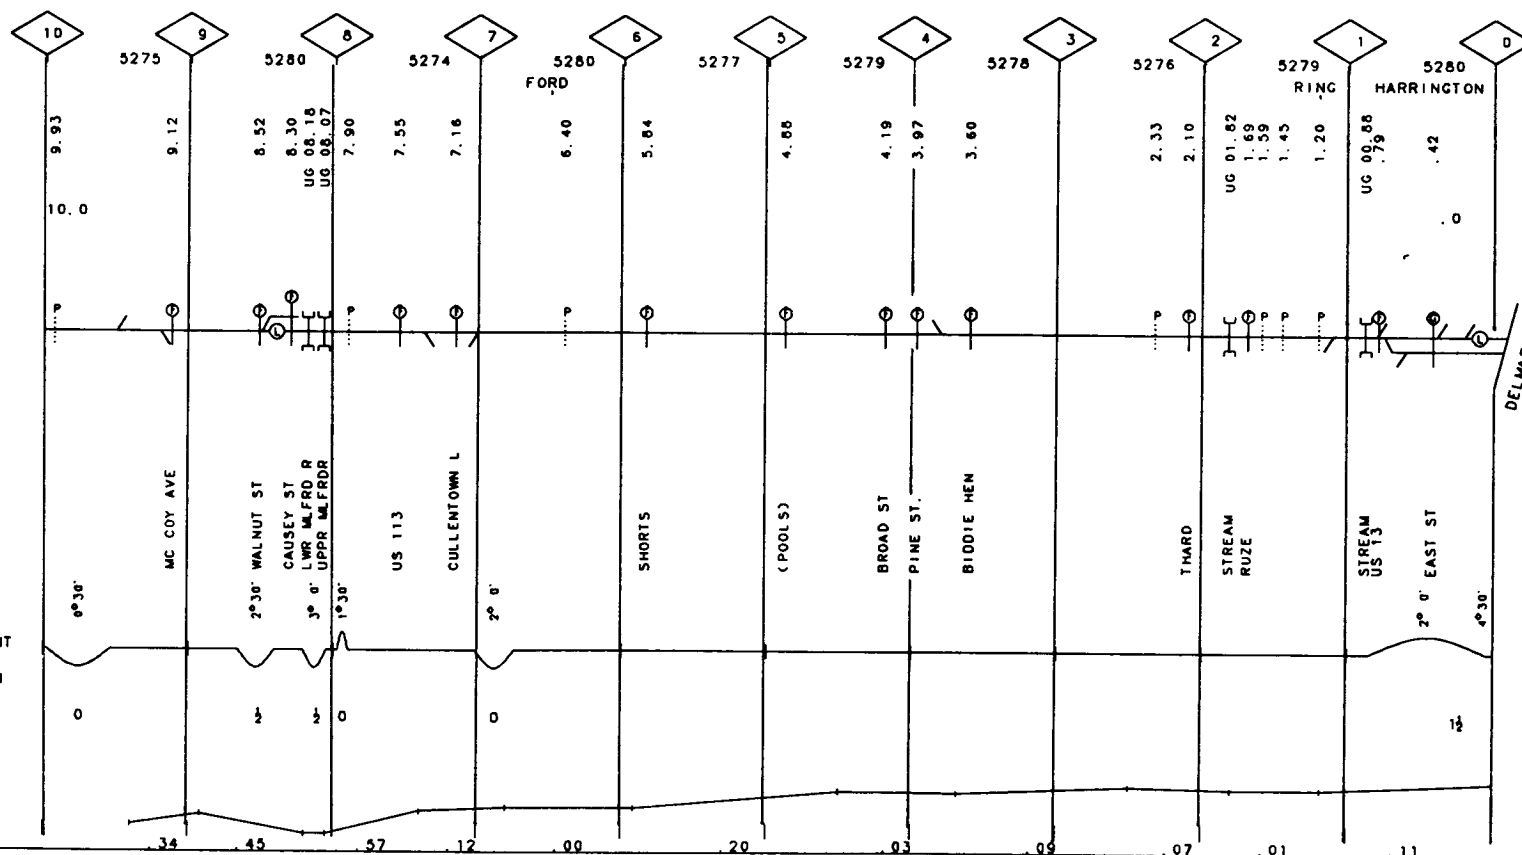 10 9 8 7 6 5 4 3 2 1 0
5275 5280 5274 5280 5277 5279 5278 5276 5279 5280
FORD RING HARRINGTON
9.93
9.12
8.52
8.30
UG 08.18
UG 08.07
7.90
7.55
7.16
6.40
5.84
4.88
4.19
3.97
3.60
2.33
2.10
UG 01.82
1.69
1.59
1.45
1.20
UG 00.88
.79
.42
10.0
.0
P P P P P P P
L L
MC COY AVE
WALNUT ST
CAUSEY ST
LWR MLFRD R
UPPR MLFRDR
US 113
CULLENTOWN L
SHORTS
(POOLS)
BROAD ST
PINE ST.
BIDDIE HEN
THARD
STREAM
RUZE
STREAM
US 13
EAST ST
0°30'
2°30'
3° 0'
1°30'
2° 0'
2° 0'
4°30'
0 ½ ½ 0 0 1½
.34 .45 .57 .12 .00 .20 .03 .09 .07 .01 .11